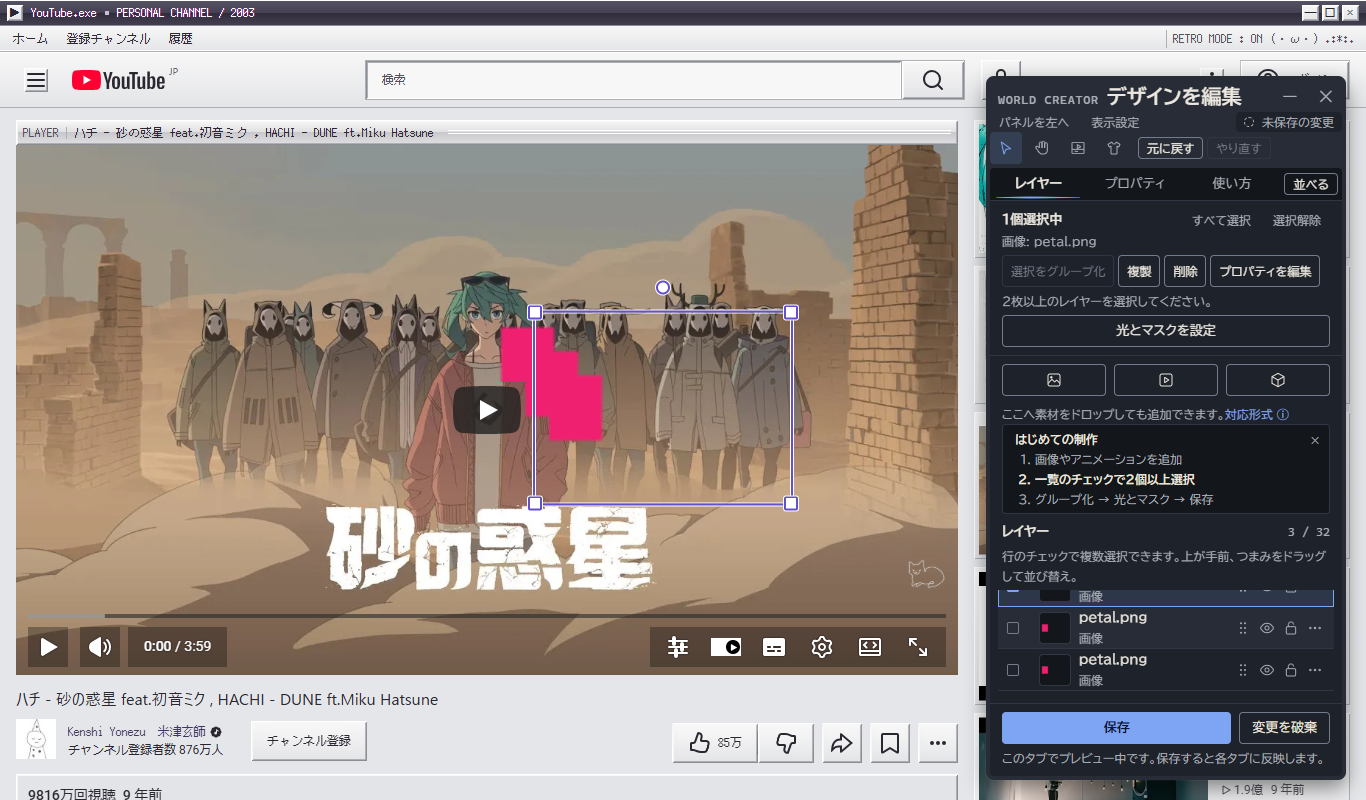 YouTube.exe ▪ PERSONAL CHANNEL / 2003
ホーム 登録チャンネル 履歴
RETRO MODE : ON (・ω・) .:*:.
YouTube JP
検索
WORLD CREATOR デザインを編集
パネルを左へ 表示設定 未保存の変更
元に戻す やり直す
レイヤー プロパティ 使い方 並べる
1個選択中 すべて選択 選択解除
画像: petal.png
選択をグループ化 複製 削除 プロパティを編集
2枚以上のレイヤーを選択してください。
光とマスクを設定
ここへ素材をドロップしても追加できます。対応形式 ⓘ
はじめての制作 ×
1. 画像やアニメーションを追加
2. 一覧のチェックで2個以上選択
3. グループ化 → 光とマスク → 保存
レイヤー 3 / 32
行のチェックで複数選択できます。上が手前、つまみをドラッグ
して並び替え。
画像
petal.png
画像
petal.png
画像
保存 変更を破棄
このタブでプレビュー中です。保存すると各タブに反映します。
PLAYER ハチ - 砂の惑星 feat.初音ミク , HACHI - DUNE ft.Miku Hatsune
砂の惑星
0:00 / 3:59
ハチ - 砂の惑星 feat.初音ミク , HACHI - DUNE ft.Miku Hatsune
Kenshi Yonezu 米津玄師
チャンネル登録者数 876万人
チャンネル登録
85万
9816万回視聴 9 年前
1.9億 9 年前